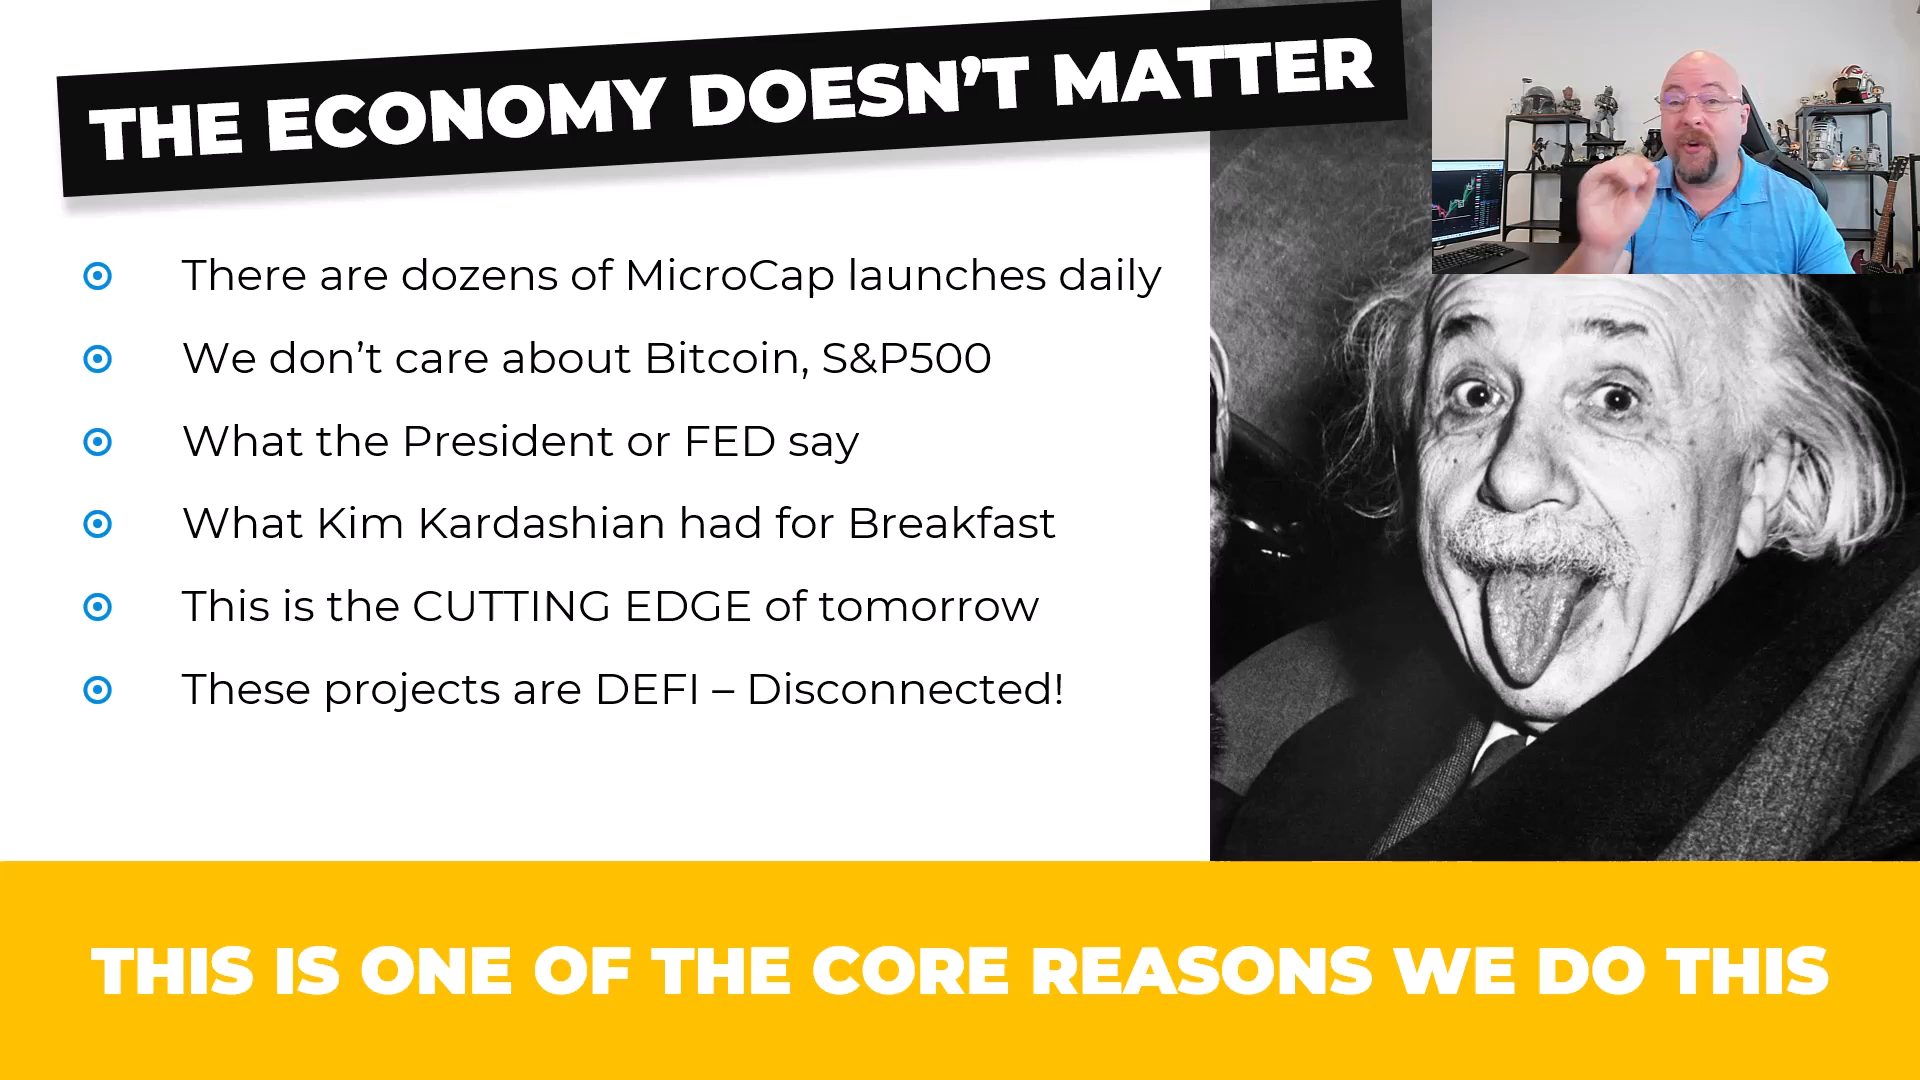 THE ECONOMY DOESN’T MATTER
There are dozens of MicroCap launches daily
We don’t care about Bitcoin, S&P500
What the President or FED say
What Kim Kardashian had for Breakfast
This is the CUTTING EDGE of tomorrow
These projects are DEFI – Disconnected!
THIS IS ONE OF THE CORE REASONS WE DO THIS